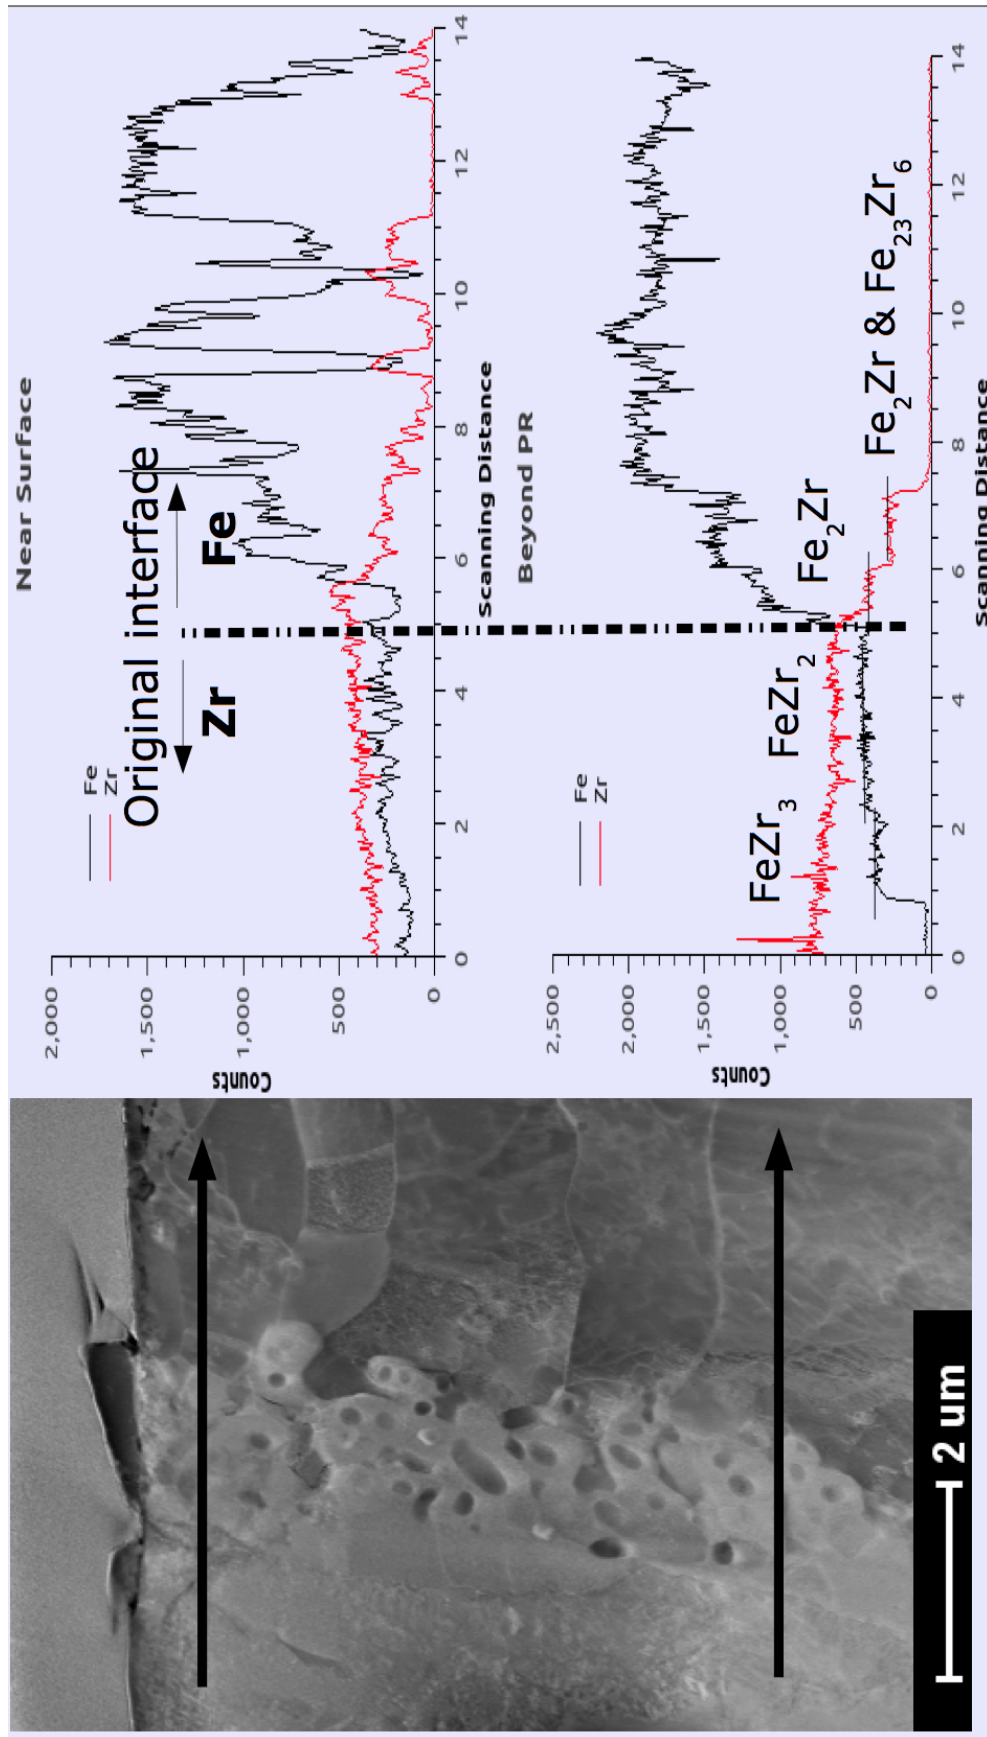 Near Surface
Fe
Zr
Original interface
Zr
Fe
2,000
1,500
1,000
500
0
Counts
0
2
4
6
8
10
12
14
Scanning Distance
Beyond PR
Fe
Zr
FeZr3
FeZr2
Fe2Zr
Fe2Zr & Fe23Zr6
2,500
2,000
1,500
1,000
500
0
Counts
0
2
4
6
8
10
12
14
Scanning Distance
2 um